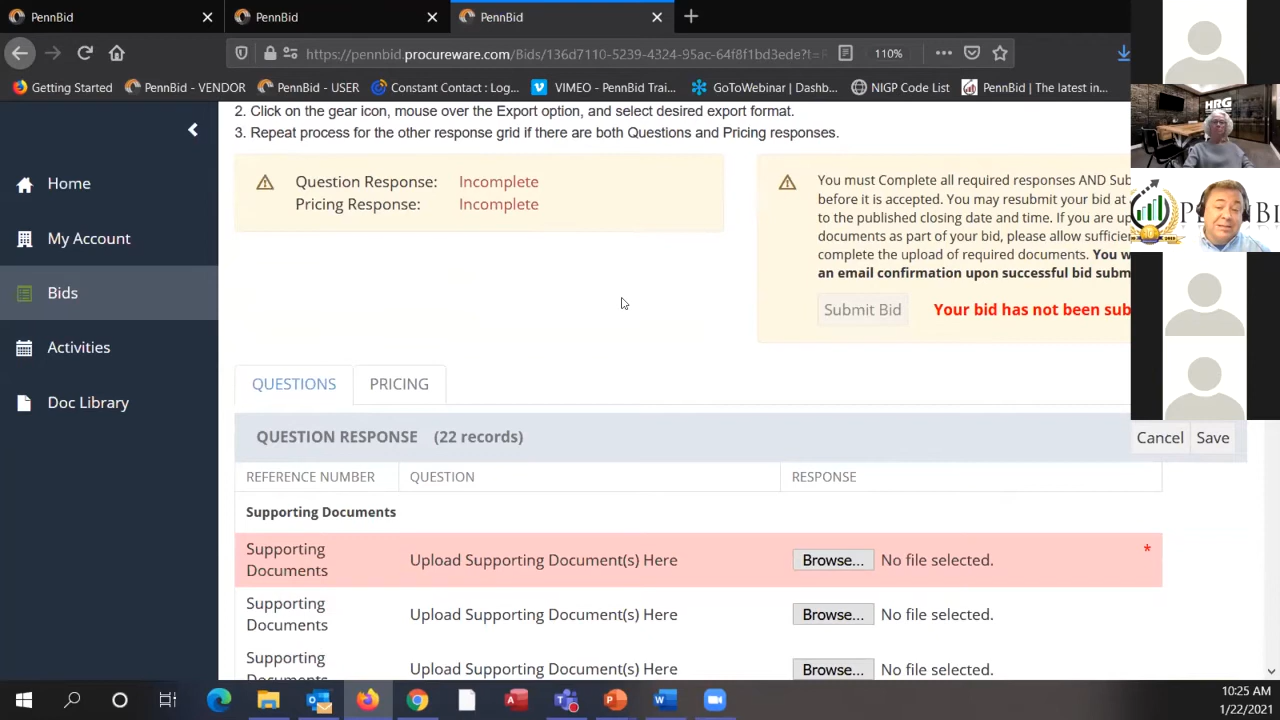 PennBid
PennBid
PennBid
https://pennbid.procureware.com/Bids/136d7110-5239-4324-95ac-64f8f1bd3ede?t=R
110%
Getting Started
PennBid - VENDOR
PennBid - USER
Constant Contact : Log...
VIMEO - PennBid Trai...
GoToWebinar | Dashb...
NIGP Code List
PennBid | The latest in...
2. Click on the gear icon, mouse over the Export option, and select desired export format.
3. Repeat process for the other response grid if there are both Questions and Pricing responses.
Home
My Account
Bids
Activities
Doc Library
Question Response: Incomplete
Pricing Response: Incomplete
You must Complete all required responses AND Sub
before it is accepted. You may resubmit your bid at
to the published closing date and time. If you are up
documents as part of your bid, please allow sufficien
complete the upload of required documents. You w
an email confirmation upon successful bid subm
Submit Bid
Your bid has not been sub
HRG
QUESTIONS
PRICING
QUESTION RESPONSE (22 records)
Cancel
Save
REFERENCE NUMBER
QUESTION
RESPONSE
Supporting Documents
Supporting
Documents
Upload Supporting Document(s) Here
Browse...
No file selected.
*
Supporting
Documents
Upload Supporting Document(s) Here
Browse...
No file selected.
Supporting
Upload Supporting Document(s) Here
Browse...
No file selected.
10:25 AM
1/22/2021